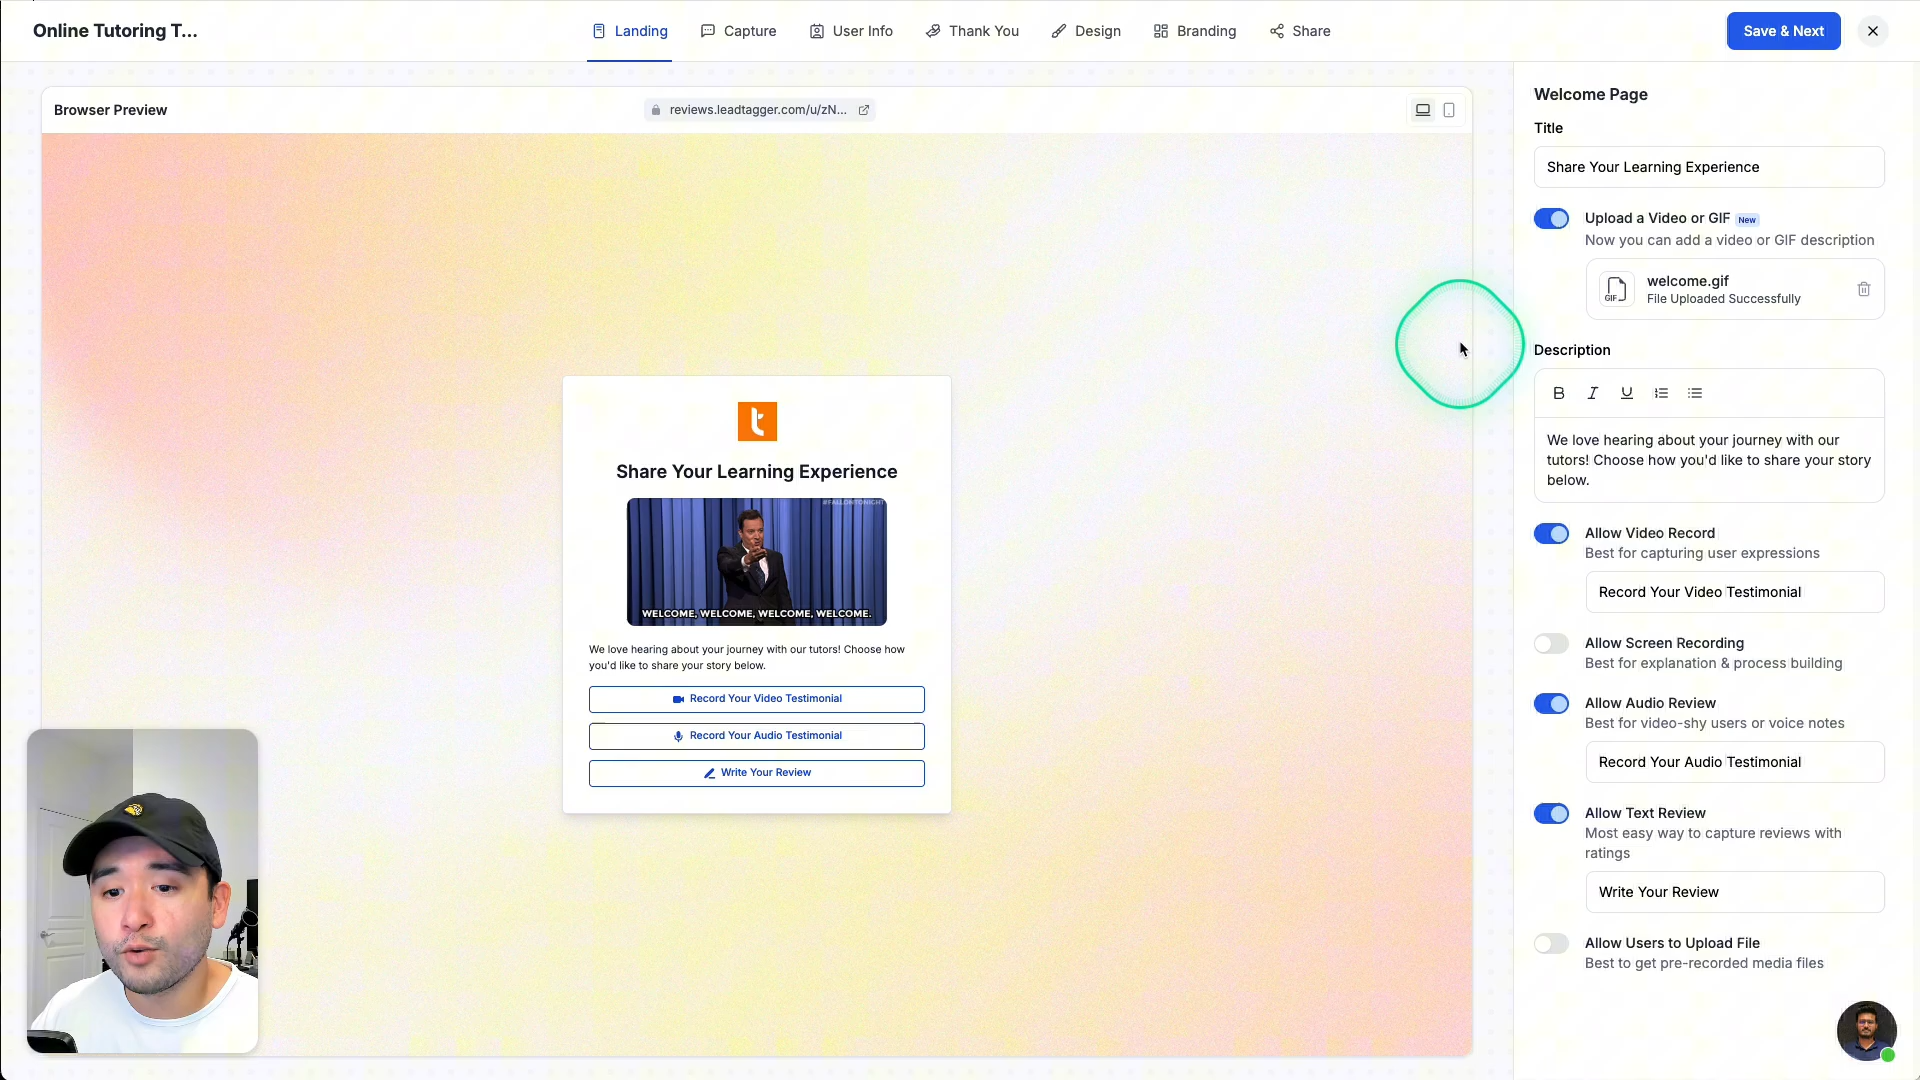 Online Tutoring T...
Landing
Capture
User Info
Thank You
Design
Branding
Share
Save & Next
Browser Preview
reviews.leadtagger.com/u/zN...
Share Your Learning Experience
#FALLONTONIGHT
WELCOME, WELCOME, WELCOME, WELCOME.
We love hearing about your journey with our tutors! Choose how
you'd like to share your story below.
Record Your Video Testimonial
Record Your Audio Testimonial
Write Your Review
Welcome Page
Title
Share Your Learning Experience
Upload a Video or GIF New
Now you can add a video or GIF description
GIF
welcome.gif
File Uploaded Successfully
Description
B I U
We love hearing about your journey with our
tutors! Choose how you'd like to share your story
below.
Allow Video Record
Best for capturing user expressions
Record Your Video Testimonial
Allow Screen Recording
Best for explanation & process building
Allow Audio Review
Best for video-shy users or voice notes
Record Your Audio Testimonial
Allow Text Review
Most easy way to capture reviews with
ratings
Write Your Review
Allow Users to Upload File
Best to get pre-recorded media files